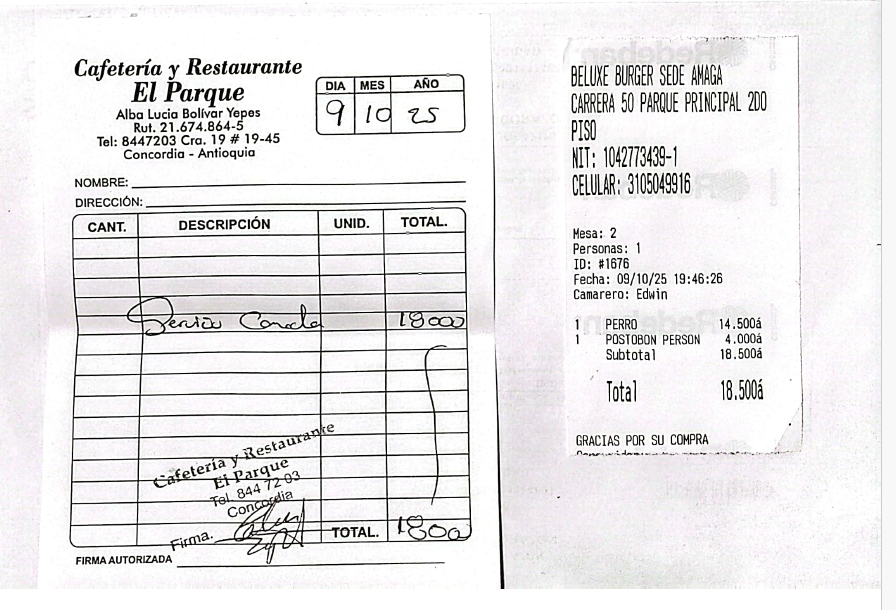 Cafetería y Restaurante
El Parque
Alba Lucia Bolívar Yepes
Rut. 21.674.864-5
Tel: 8447203 Cra. 19 # 19-45
Concordia - Antioquia
DIA MES AÑO
9 10 25
NOMBRE:
DIRECCIÓN:
CANT. DESCRIPCIÓN UNID. TOTAL.
Servicio Comida 18000
Cafetería y Restaurante
El Parque
Tel. 844 72 03
Concordia
Firma.
TOTAL. 18000
FIRMA AUTORIZADA
BELUXE BURGER SEDE AMAGA
CARRERA 50 PARQUE PRINCIPAL 2DO
PISO
NIT: 1042773439-1
CELULAR: 3105049916
Mesa: 2
Personas: 1
ID: #1676
Fecha: 09/10/25 19:46:26
Camarero: Edwin
1 PERRO 14.500á
1 POSTOBON PERSON 4.000á
Subtotal 18.500á
Total 18.500á
GRACIAS POR SU COMPRA